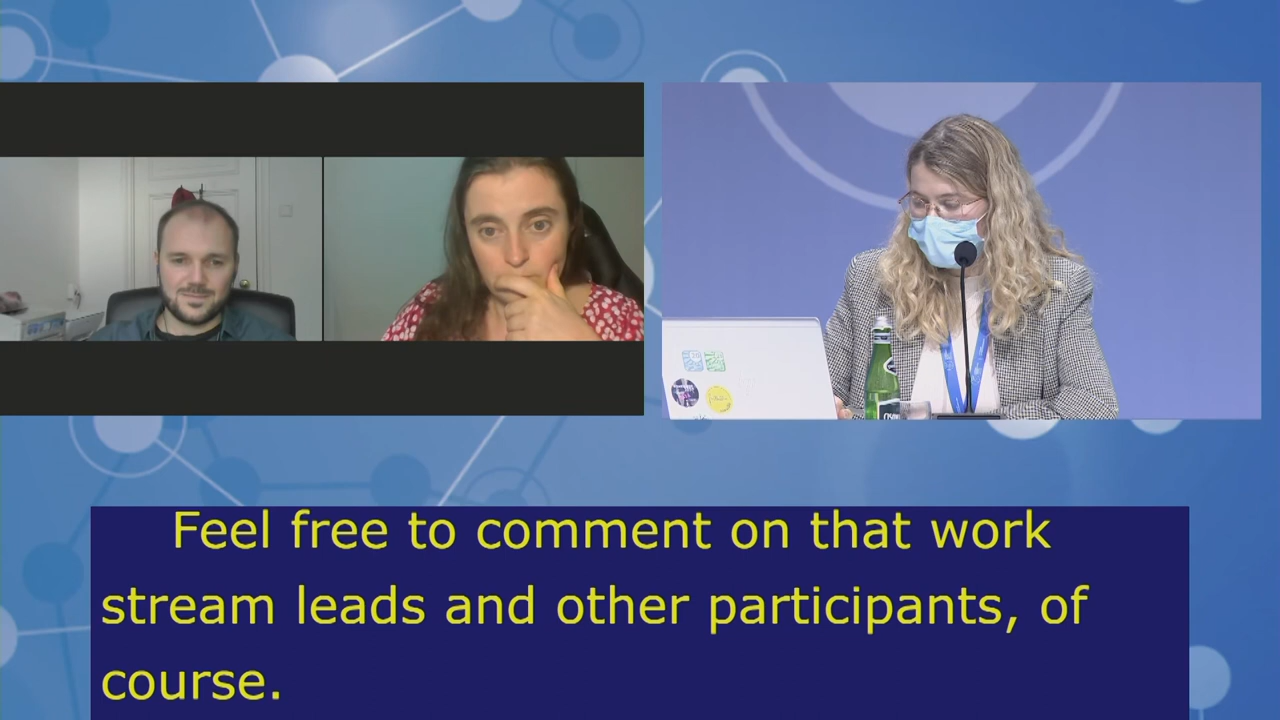 Feel free to comment on that work
stream leads and other participants, of
course.